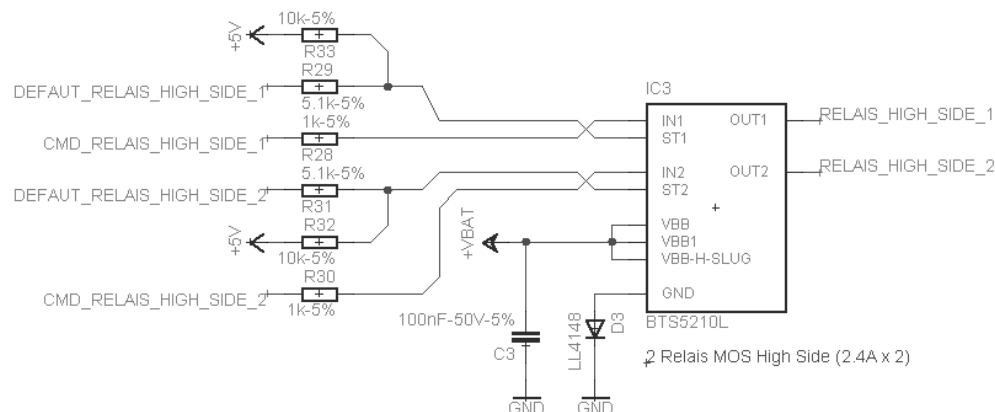 10k-5%
+5V
R33
R29
DEFAUT_RELAIS_HIGH_SIDE_1
5.1k-5%
1k-5%
CMD_RELAIS_HIGH_SIDE_1
R28
5.1k-5%
DEFAUT_RELAIS_HIGH_SIDE_2
R31
R32
+5V
10k-5%
R30
CMD_RELAIS_HIGH_SIDE_2
1k-5%
+VBAT
100nF-50V-5%
C3
GND
LL4148
D3
GND
IC3
IN1
OUT1
RELAIS_HIGH_SIDE_1
ST1
IN2
OUT2
RELAIS_HIGH_SIDE_2
ST2
VBB
VBB1
VBB-H-SLUG
GND
BTS5210L
2 Relais MOS High Side (2.4A x 2)